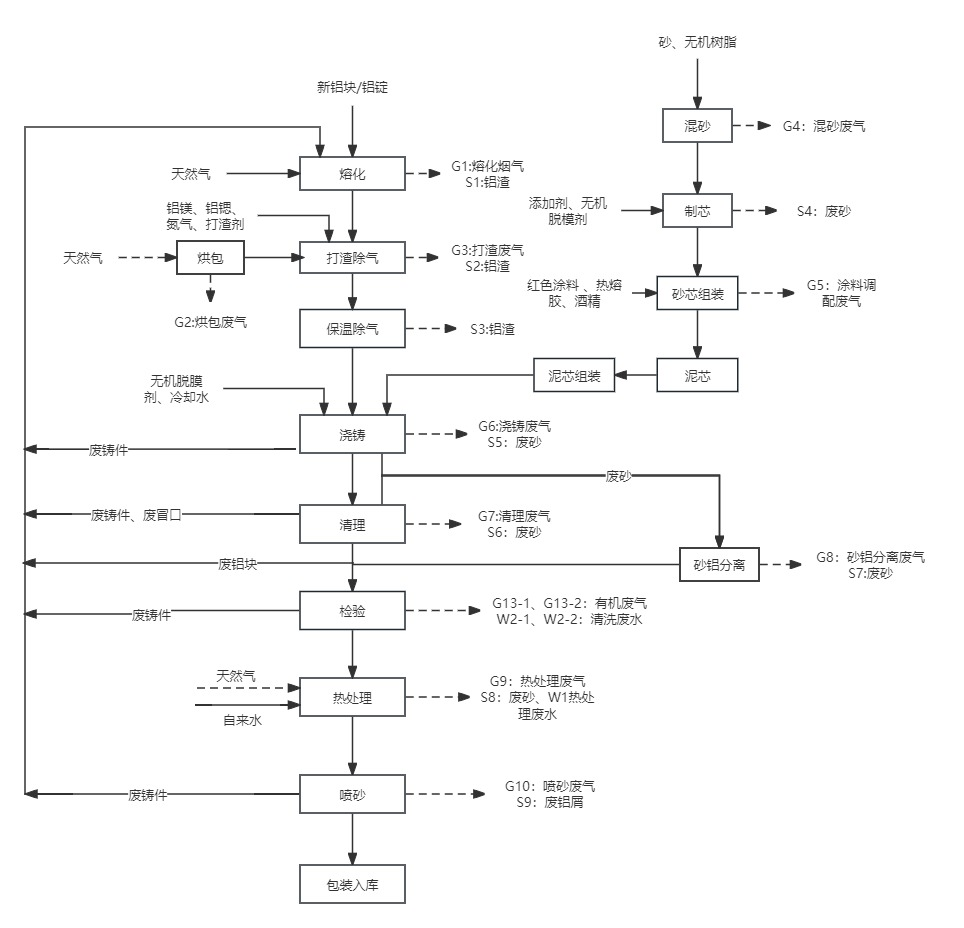 砂、无机树脂
新铝块/铝锭
混砂
G4：混砂废气
天然气
熔化
G1:熔化烟气
S1:铝渣
铝镁、铝锶、
氮气、打渣剂
添加剂、无机
脱模剂
制芯
S4：废砂
天然气
烘包
打渣除气
G3:打渣废气
S2:铝渣
红色涂料 、热熔
胶、酒精
砂芯组装
G5：涂料调
配废气
G2:烘包废气
保温除气
S3:铝渣
无机脱膜
剂、冷却水
泥芯组装
泥芯
浇铸
G6:浇铸废气
S5：废砂
废铸件
废砂
废铸件、废冒口
清理
G7:清理废气
S6：废砂
废铝块
砂铝分离
G8：砂铝分离废气
S7:废砂
废铸件
检验
G13-1、G13-2：有机废气
W2-1、W2-2：清洗废水
天然气
自来水
热处理
G9：热处理废气
S8：废砂、W1热处
理废水
废铸件
喷砂
G10：喷砂废气
S9：废铝屑
包装入库